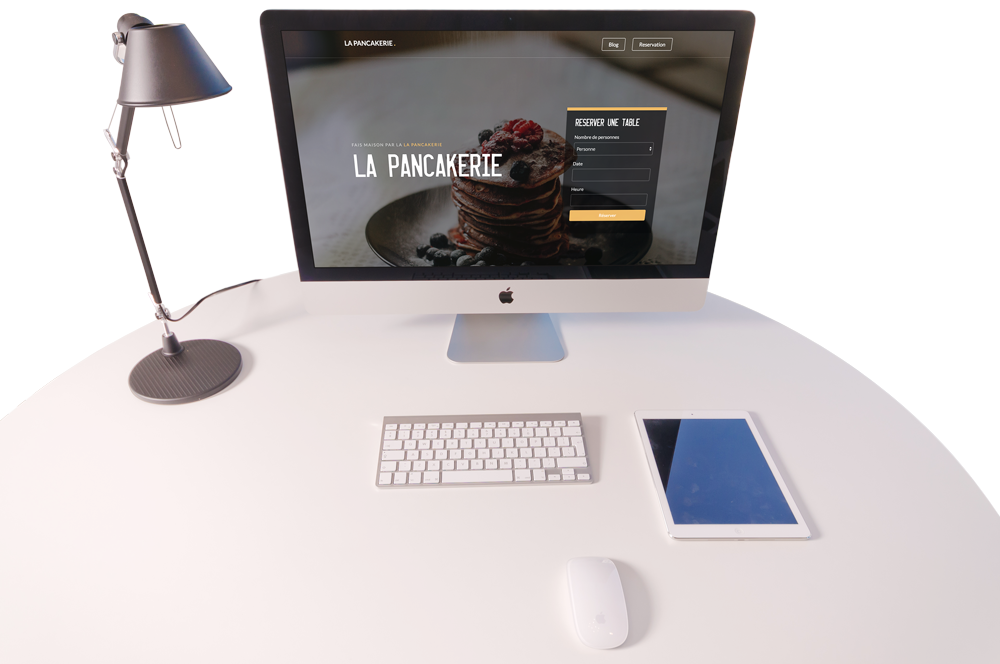 LA PANCAKERIE .
Blog
Reservation
FAIS MAISON PAR LA LA PANCAKERIE
LA PANCAKERIE
RESERVER UNE TABLE
Nombre de personnes
Personne
Date
Heure
Réserver